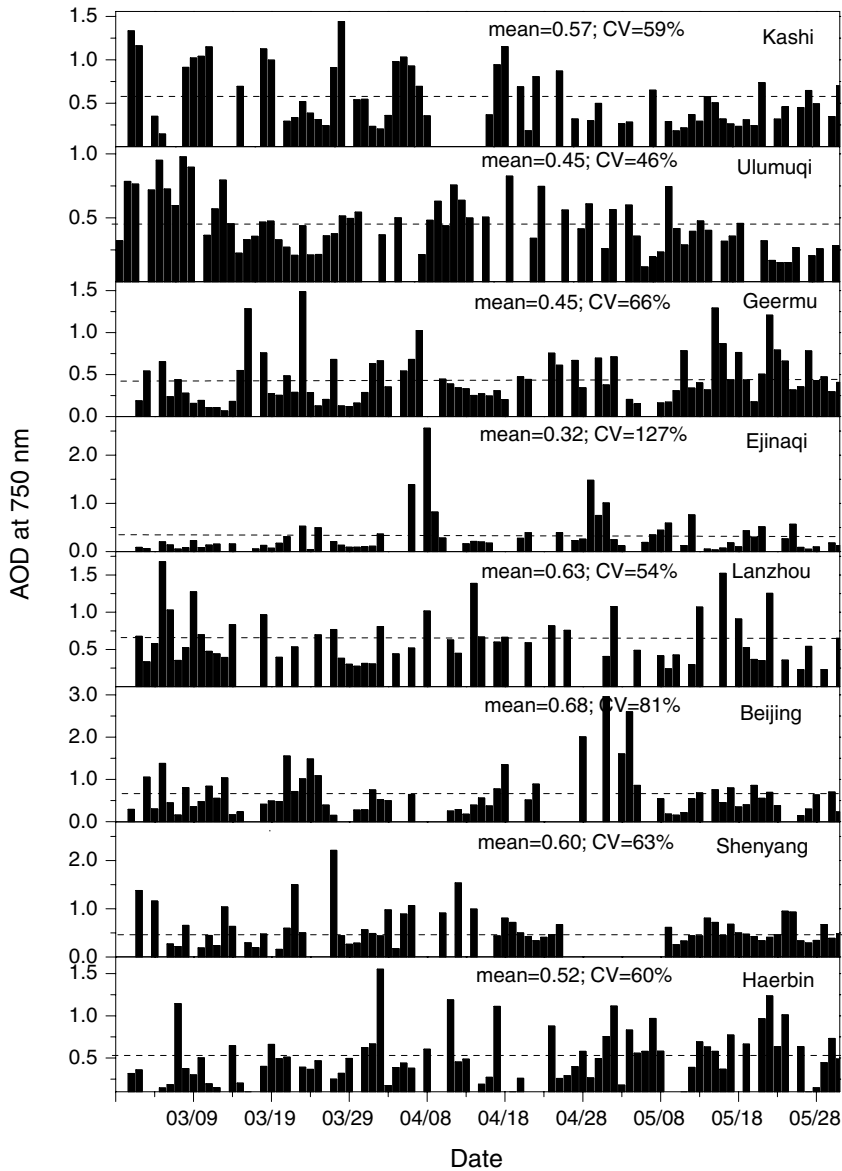 mean=0.57; CV=59%
Kashi
1.5
1.0
0.5
mean=0.45; CV=46%
Ulumuqi
1.0
0.5
mean=0.45; CV=66%
Geermu
1.5
1.0
0.5
0.0
mean=0.32; CV=127%
Ejinaqi
2.0
1.0
0.0
mean=0.63; CV=54%
Lanzhou
1.5
1.0
0.5
mean=0.68; CV=81%
Beijing
3.0
2.0
1.0
0.0
mean=0.60; CV=63%
Shenyang
2.0
1.0
0.0
mean=0.52; CV=60%
Haerbin
1.5
1.0
0.5
AOD at 750 nm
03/09 03/19 03/29 04/08 04/18 04/28 05/08 05/18 05/28
Date